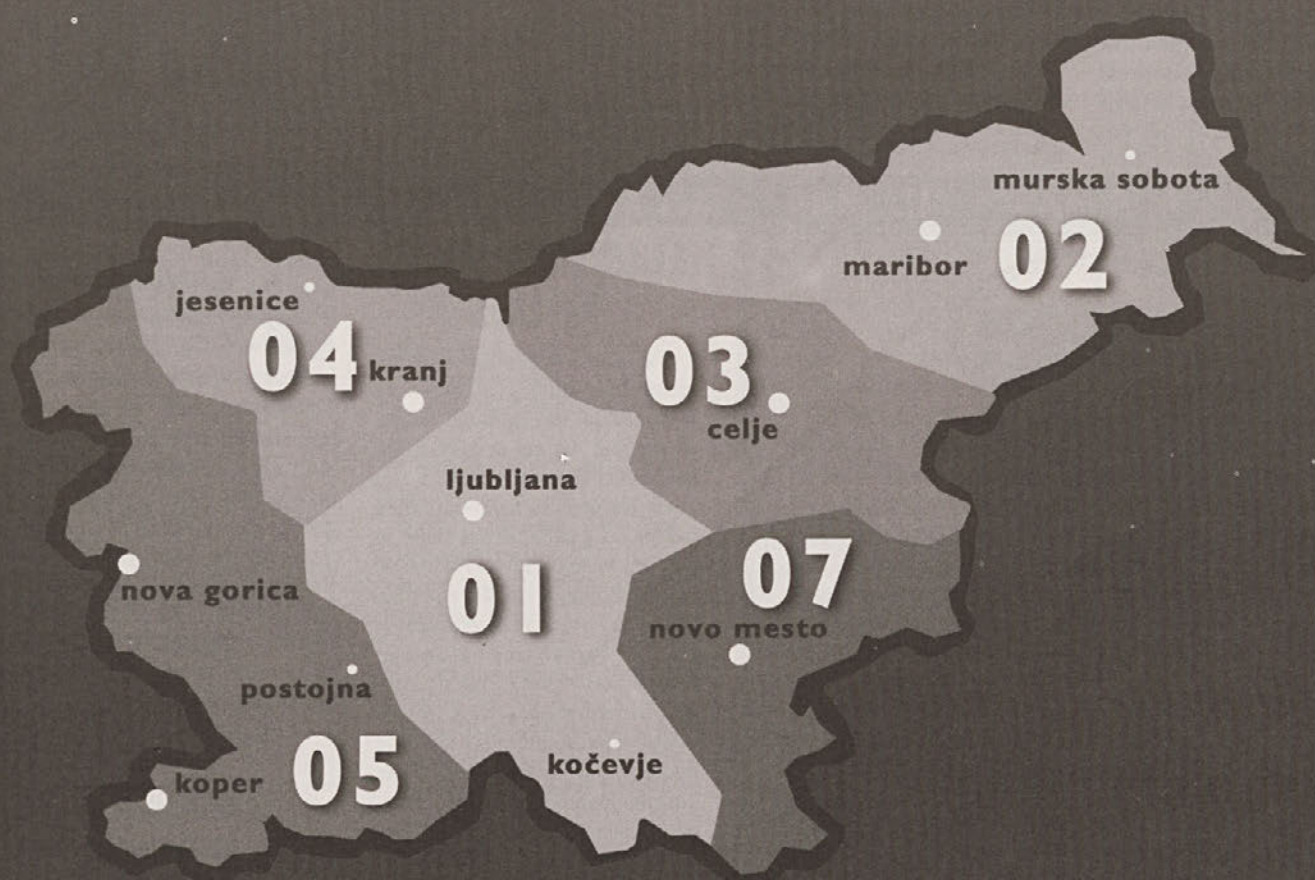 murska sobota
maribor 02
jesenice
04 kranj
03
celje
ljubljana
nova gorica
01
07
novo mesto
postojna
kočevje
koper 05